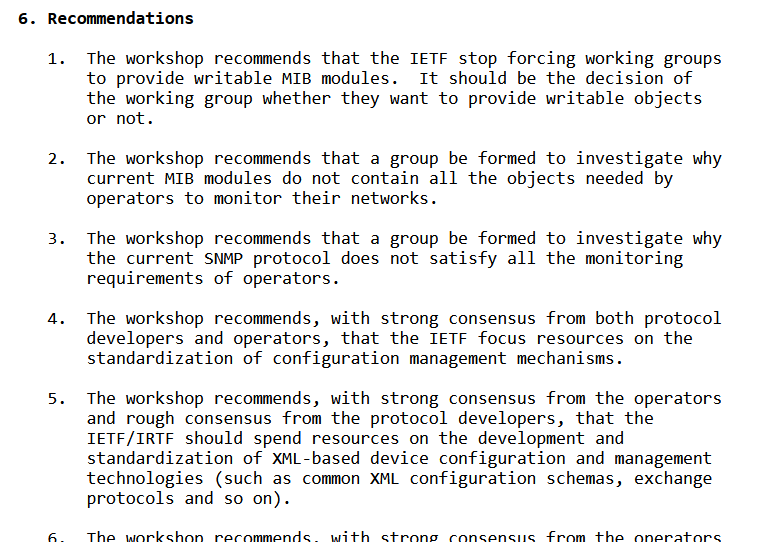 6. Recommendations
1. The workshop recommends that the IETF stop forcing working groups
to provide writable MIB modules. It should be the decision of
the working group whether they want to provide writable objects
or not.
2. The workshop recommends that a group be formed to investigate why
current MIB modules do not contain all the objects needed by
operators to monitor their networks.
3. The workshop recommends that a group be formed to investigate why
the current SNMP protocol does not satisfy all the monitoring
requirements of operators.
4. The workshop recommends, with strong consensus from both protocol
developers and operators, that the IETF focus resources on the
standardization of configuration management mechanisms.
5. The workshop recommends, with strong consensus from the operators
and rough consensus from the protocol developers, that the
IETF/IRTF should spend resources on the development and
standardization of XML-based device configuration and management
technologies (such as common XML configuration schemas, exchange
protocols and so on).
6. The workshop recommends, with strong consensus from the operators